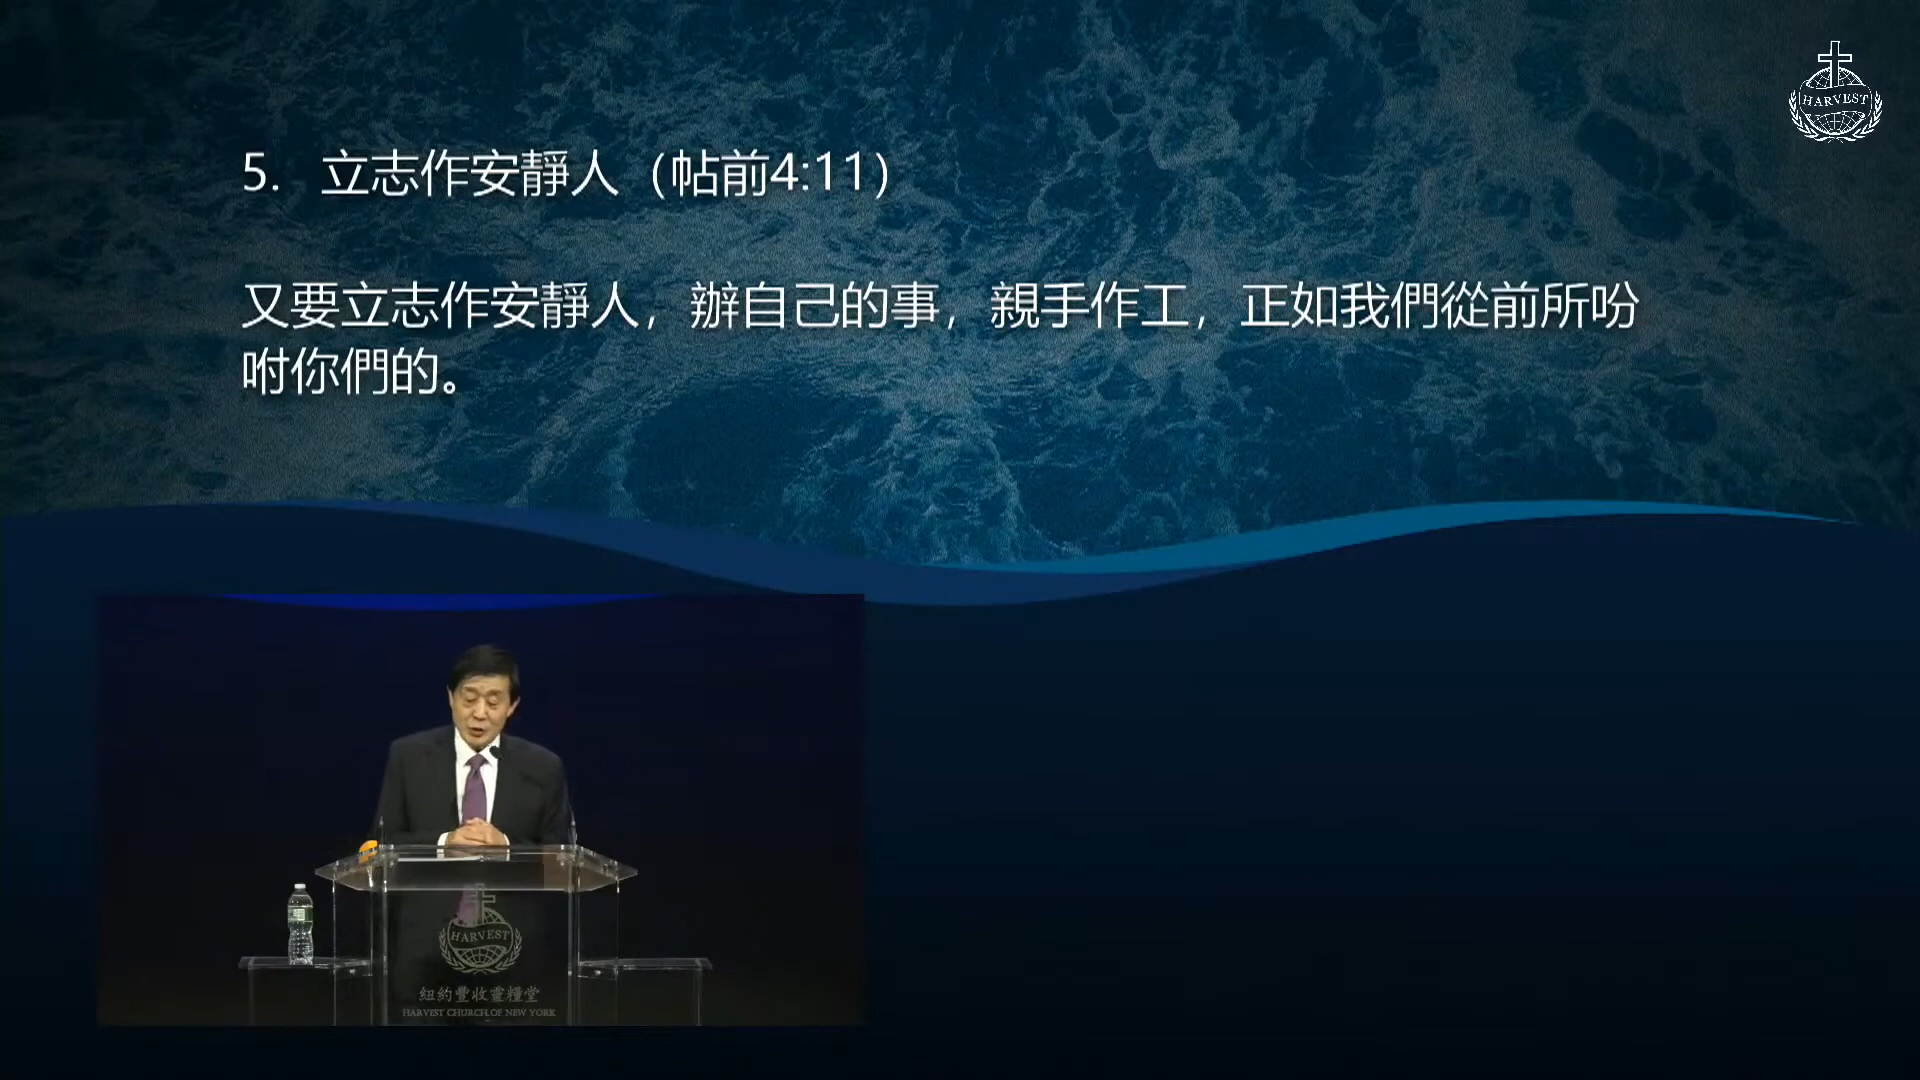 HARVEST
5. 立志作安靜人（帖前4:11）
又要立志作安靜人，辦自己的事，親手作工，正如我們從前所吩
咐你們的。
HARVEST
紐約豐收靈糧堂
HARVEST CHURCH OF NEW YORK